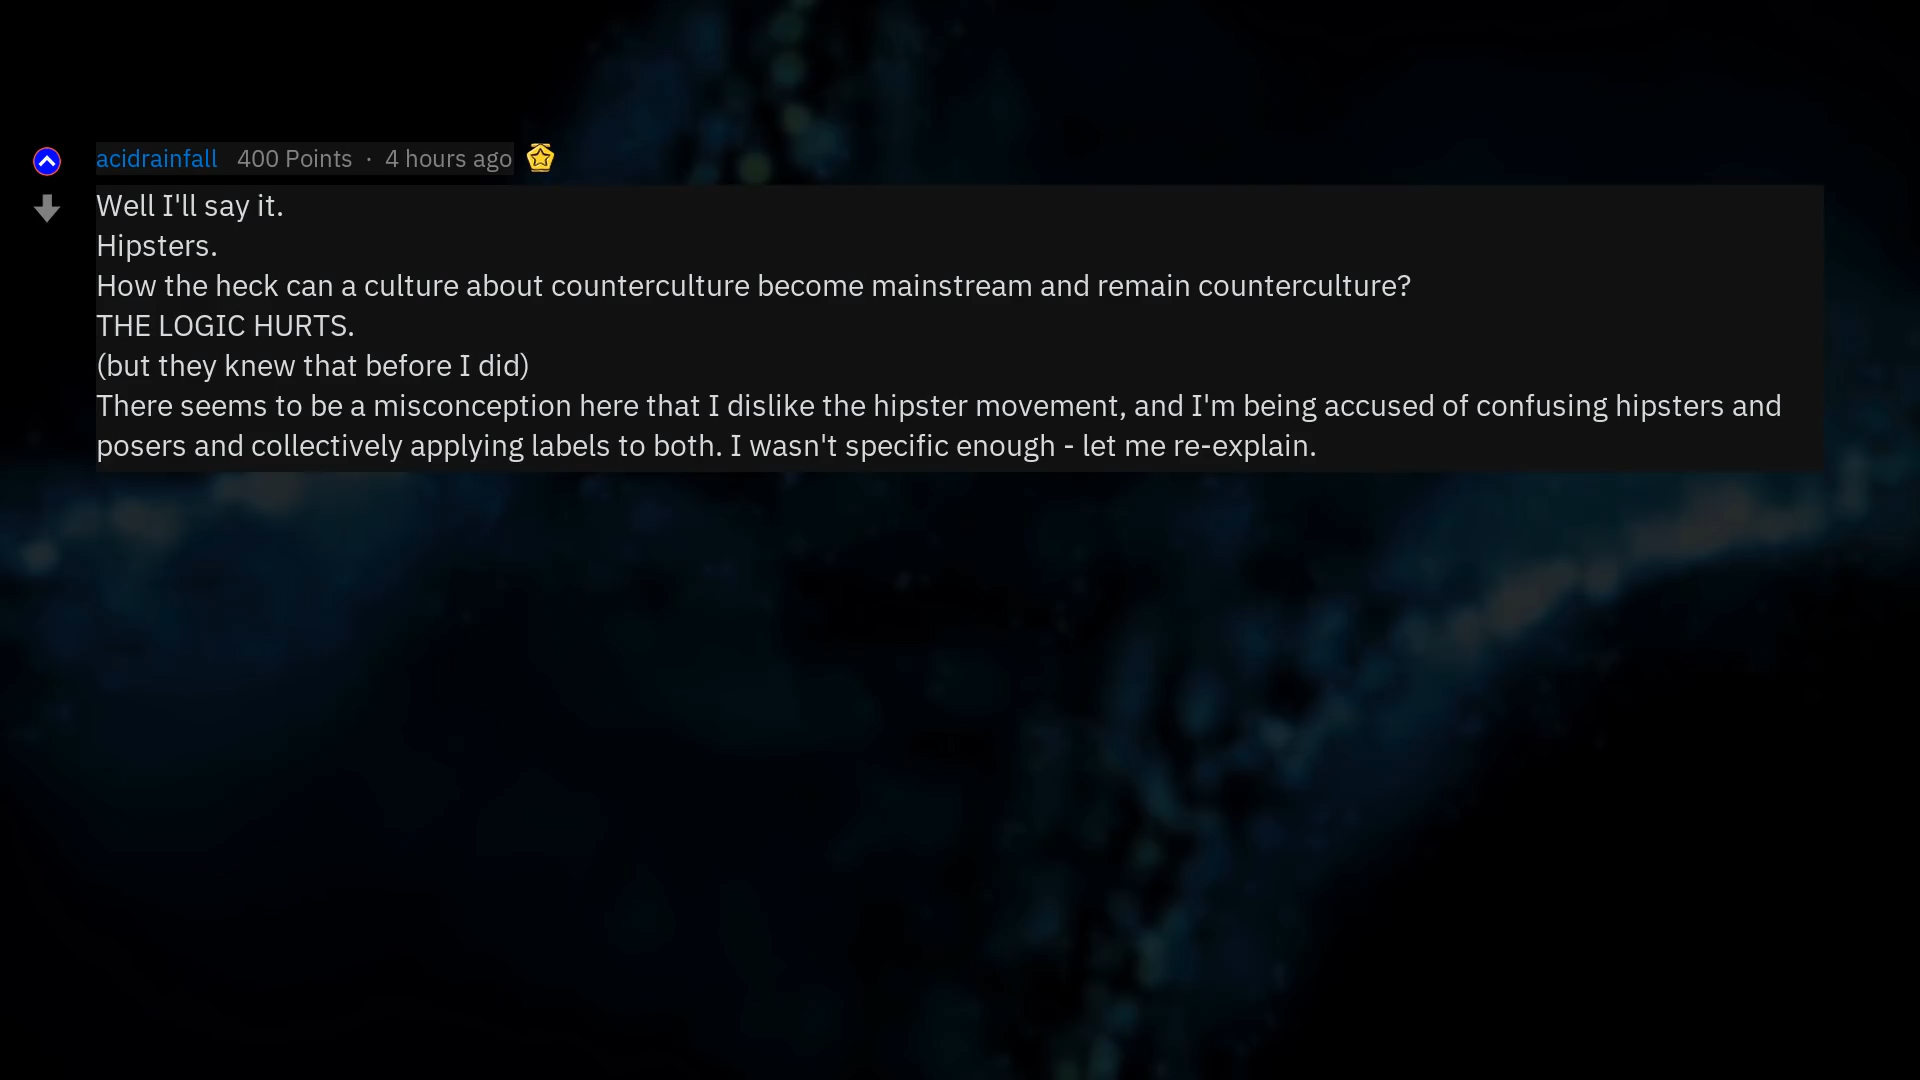 acidrainfall 400 Points · 4 hours ago
Well I'll say it.
Hipsters.
How the heck can a culture about counterculture become mainstream and remain counterculture?
THE LOGIC HURTS.
(but they knew that before I did)
There seems to be a misconception here that I dislike the hipster movement, and I'm being accused of confusing hipsters and
posers and collectively applying labels to both. I wasn't specific enough - let me re-explain.